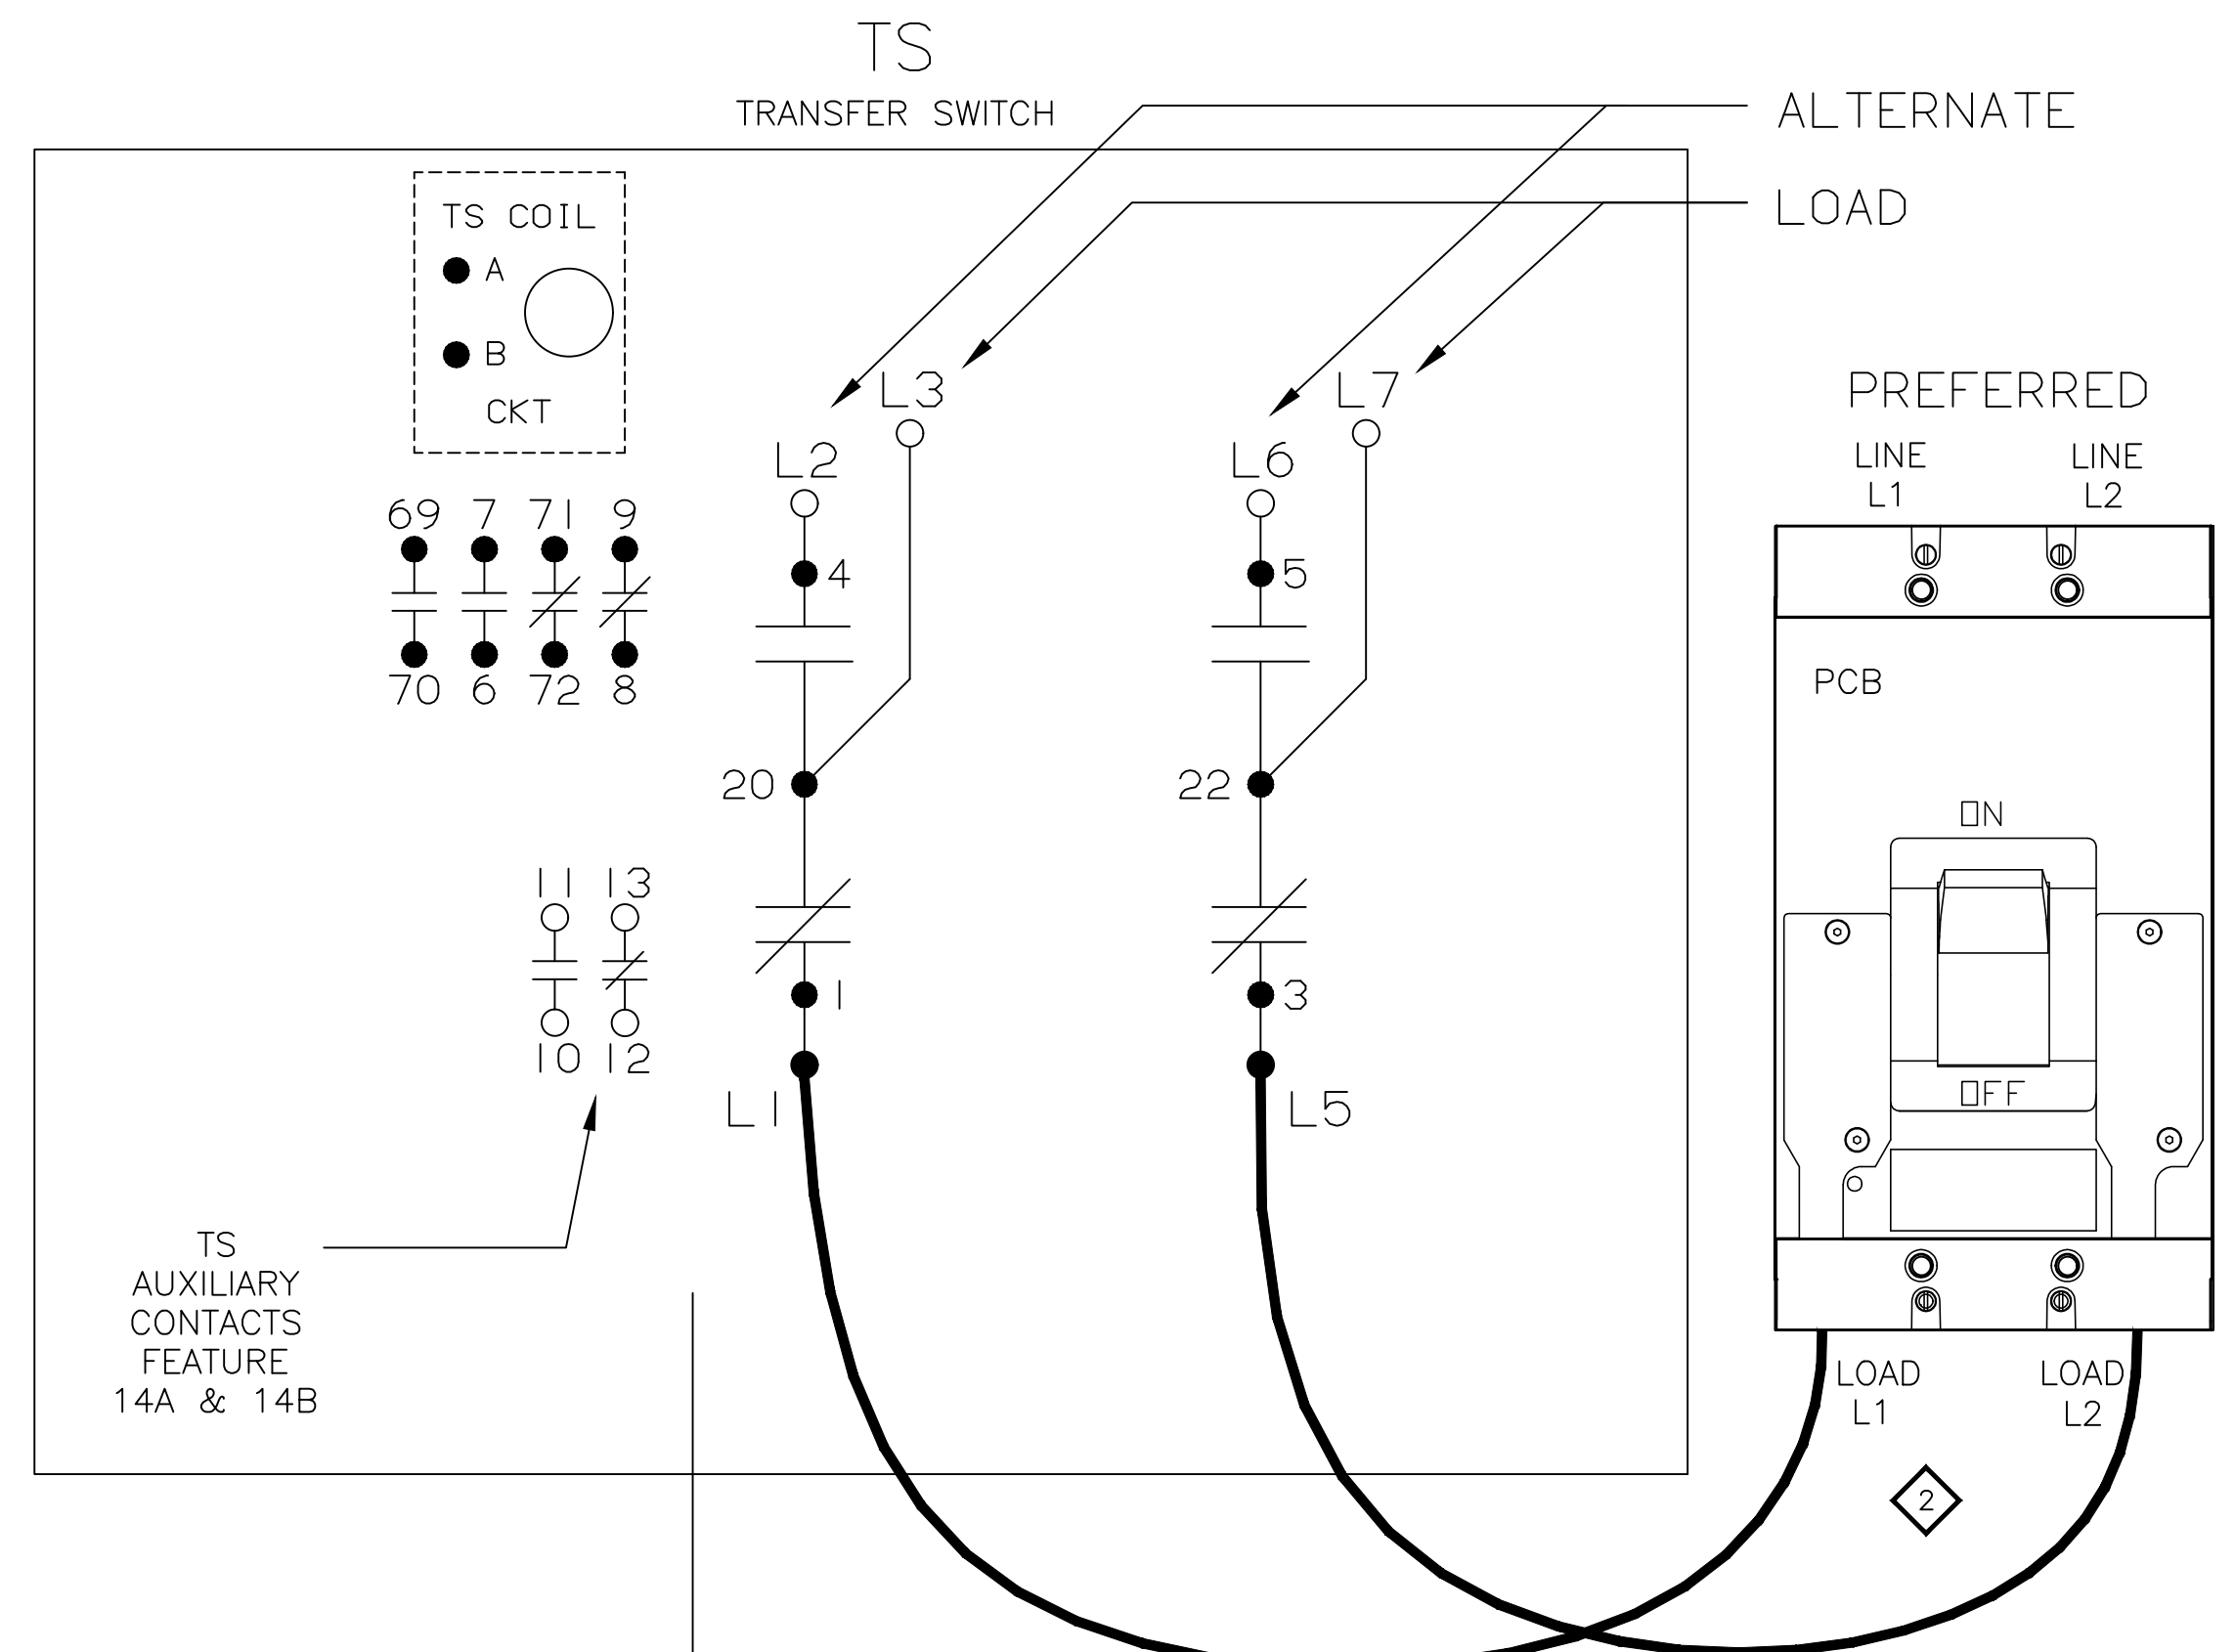 TS
TRANSFER SWITCH
ALTERNATE
LOAD
TS COIL
A
B
CKT
L3
L7
L2
L6
PREFERRED
LINE
L1
LINE
L2
69 7 71 9
4
5
70 6 72 8
PCB
20
22
ON
11 13
1
3
10 12
L1
L5
OFF
TS
AUXILIARY
CONTACTS
FEATURE
14A & 14B
LOAD
L1
LOAD
L2
2